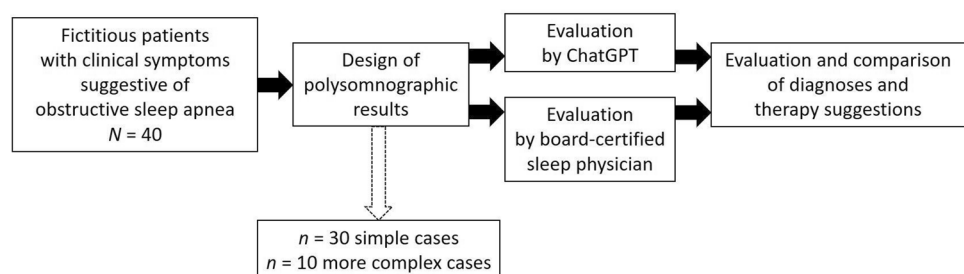 Fictitious patients
with clinical symptoms
suggestive of
obstructive sleep apnea
N = 40
Design of
polysomnographic
results
Evaluation
by ChatGPT
Evaluation
by board-certified
sleep physician
Evaluation and comparison
of diagnoses and
therapy suggestions
n = 30 simple cases
n = 10 more complex cases